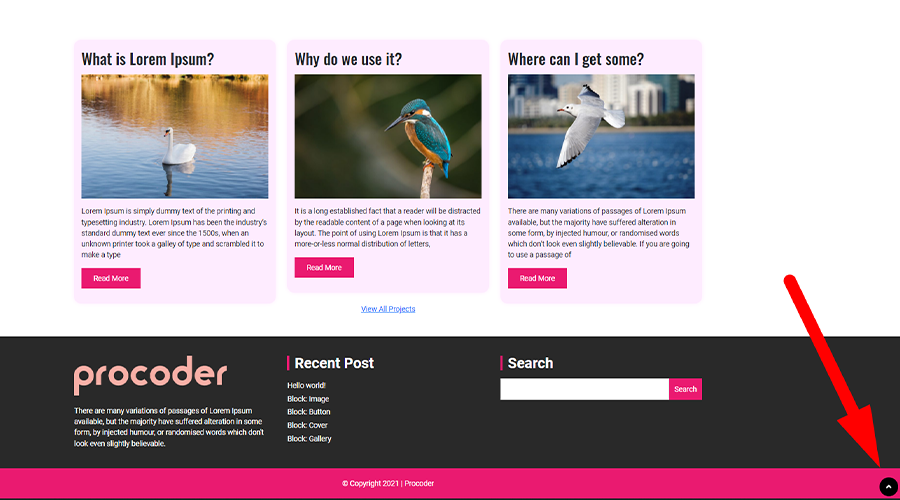 What is Lorem Ipsum?
Lorem Ipsum is simply dummy text of the printing and
typesetting industry. Lorem Ipsum has been the industry's
standard dummy text ever since the 1500s, when an
unknown printer took a galley of type and scrambled it to
make a type
Read More
Why do we use it?
It is a long established fact that a reader will be distracted
by the readable content of a page when looking at its
layout. The point of using Lorem Ipsum is that it has a
more-or-less normal distribution of letters,
Read More
Where can I get some?
There are many variations of passages of Lorem Ipsum
available, but the majority have suffered alteration in
some form, by injected humour, or randomised words
which don't look even slightly believable. If you are going
to use a passage of
Read More
View All Projects
procoder
There are many variations of passages of Lorem Ipsum
available, but the majority have suffered alteration in some
form, by injected humour, or randomised words which don't
look even slightly believable.
Recent Post
Hello world!
Block: Image
Block: Button
Block: Cover
Block: Gallery
Search
Search
© Copyright 2021 | Procoder